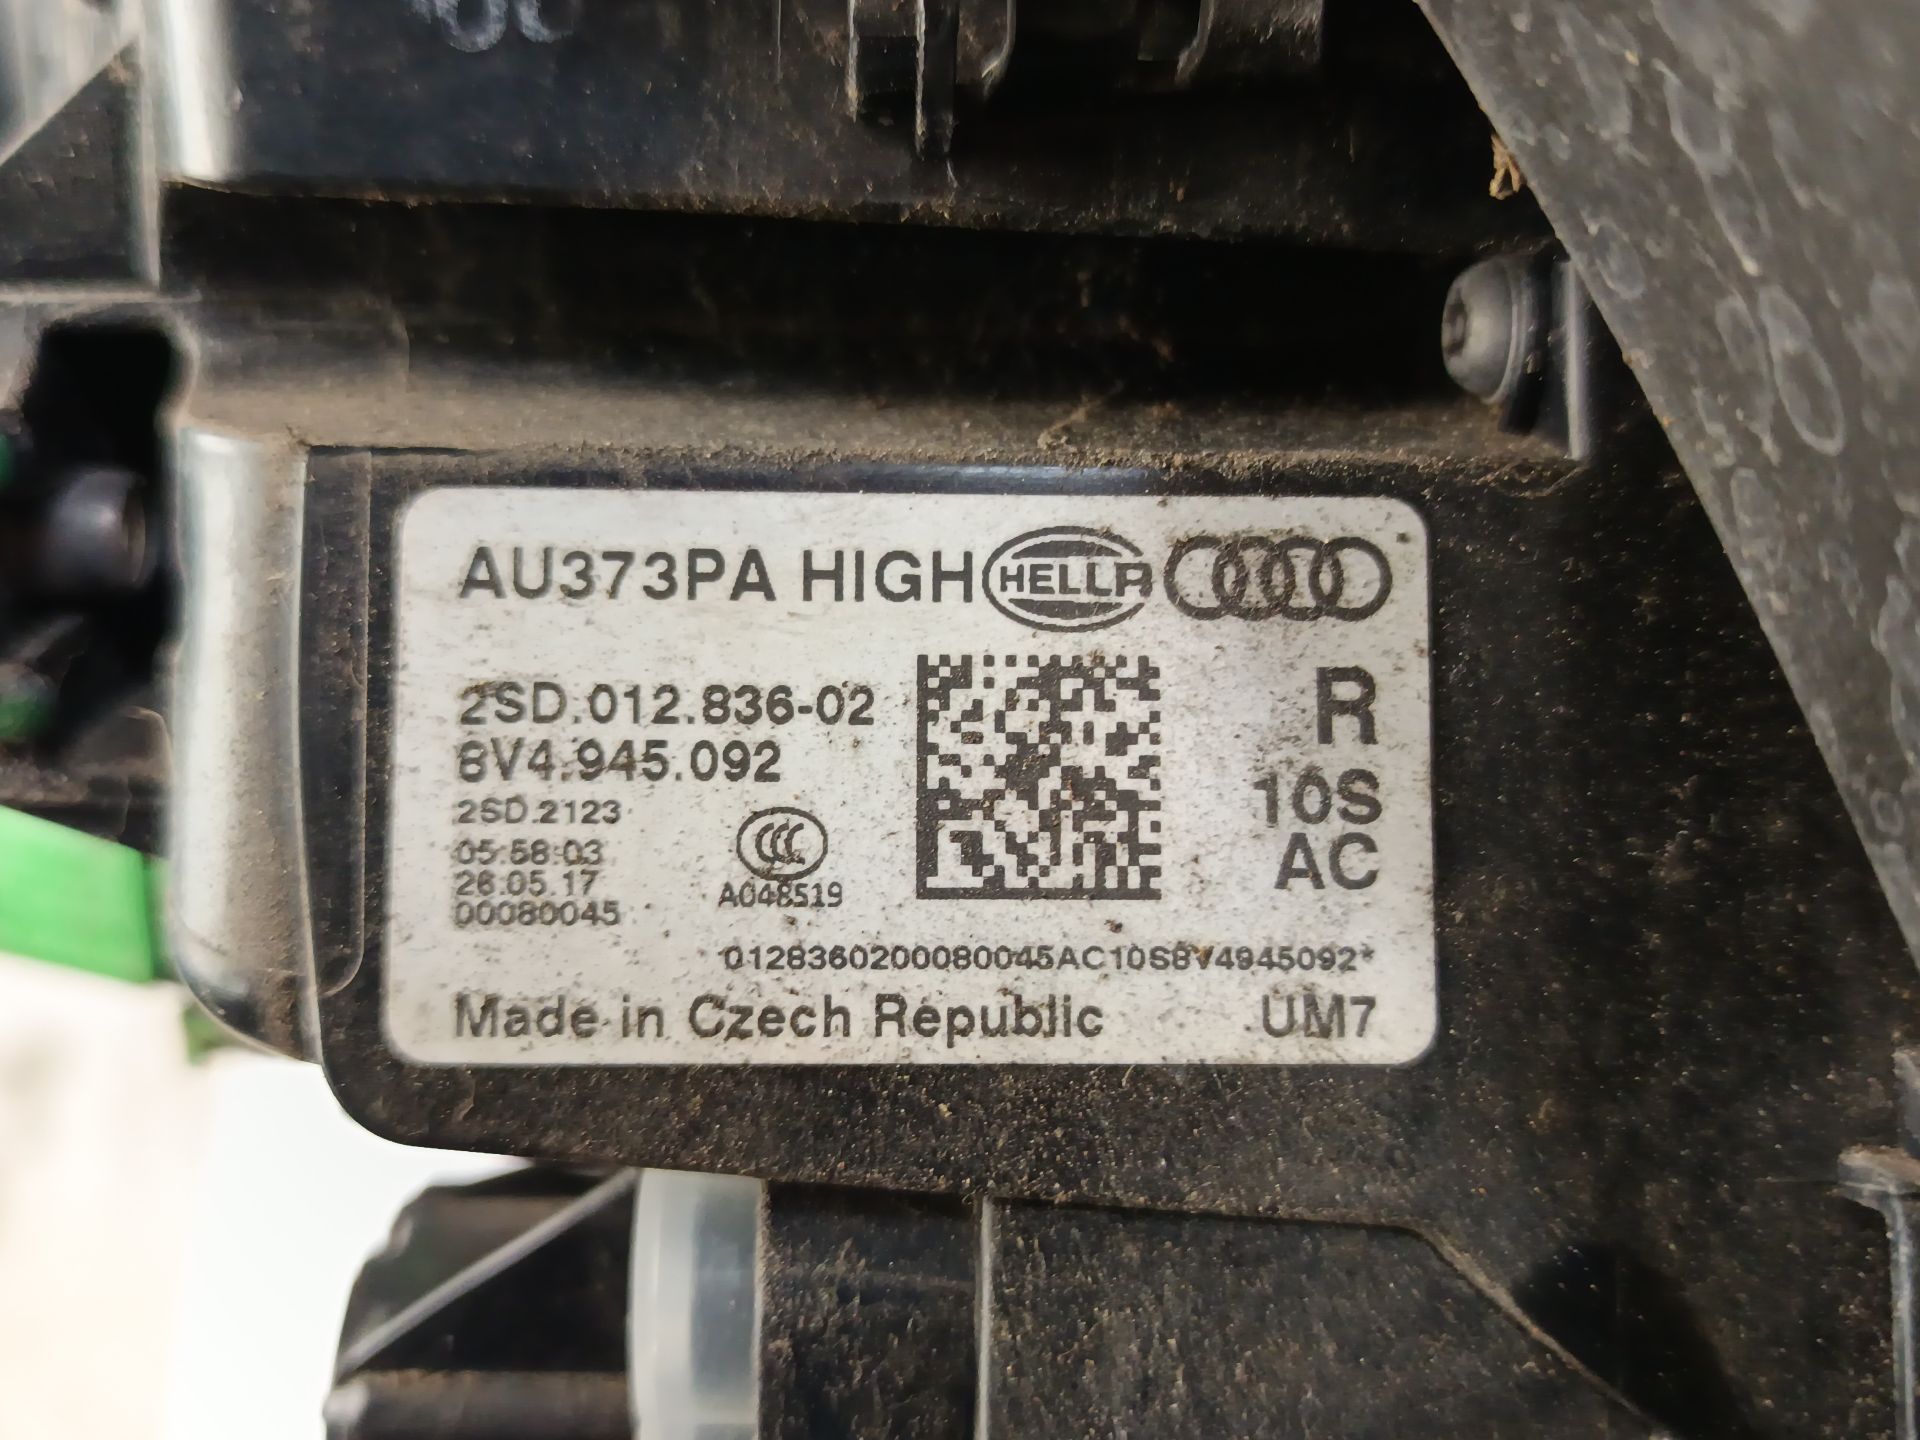 AU373PA HIGH HELLA
2SD.012.836-02
8V4.945.092
R
10S
AC
2SD.2123
05:58:03
26.05.17
00080045
CCC
A048519
0128360200080045AC10S8V4945092*
Made in Czech Republic UM7